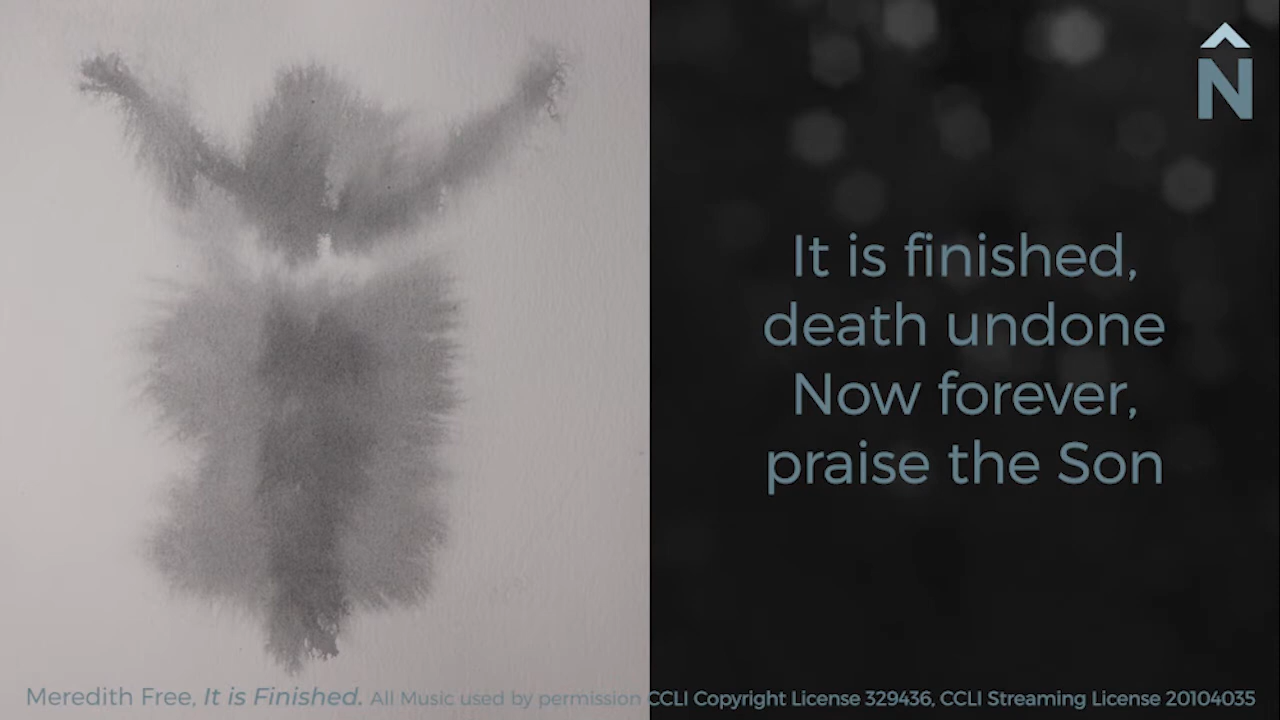 N
It is finished,
death undone
Now forever,
praise the Son
Meredith Free, It is Finished. All Music used by permission CCLI Copyright License 329436, CCLI Streaming License 20104035